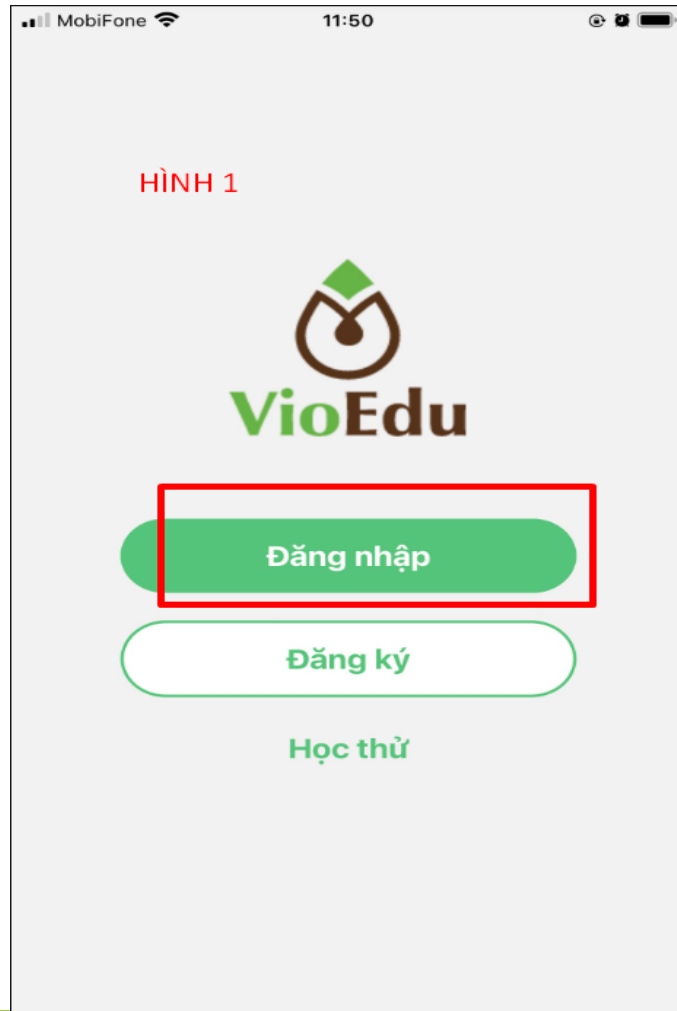 MobiFone
11:50
HÌNH 1
VioEdu
Đăng nhập
Đăng ký
Học thử